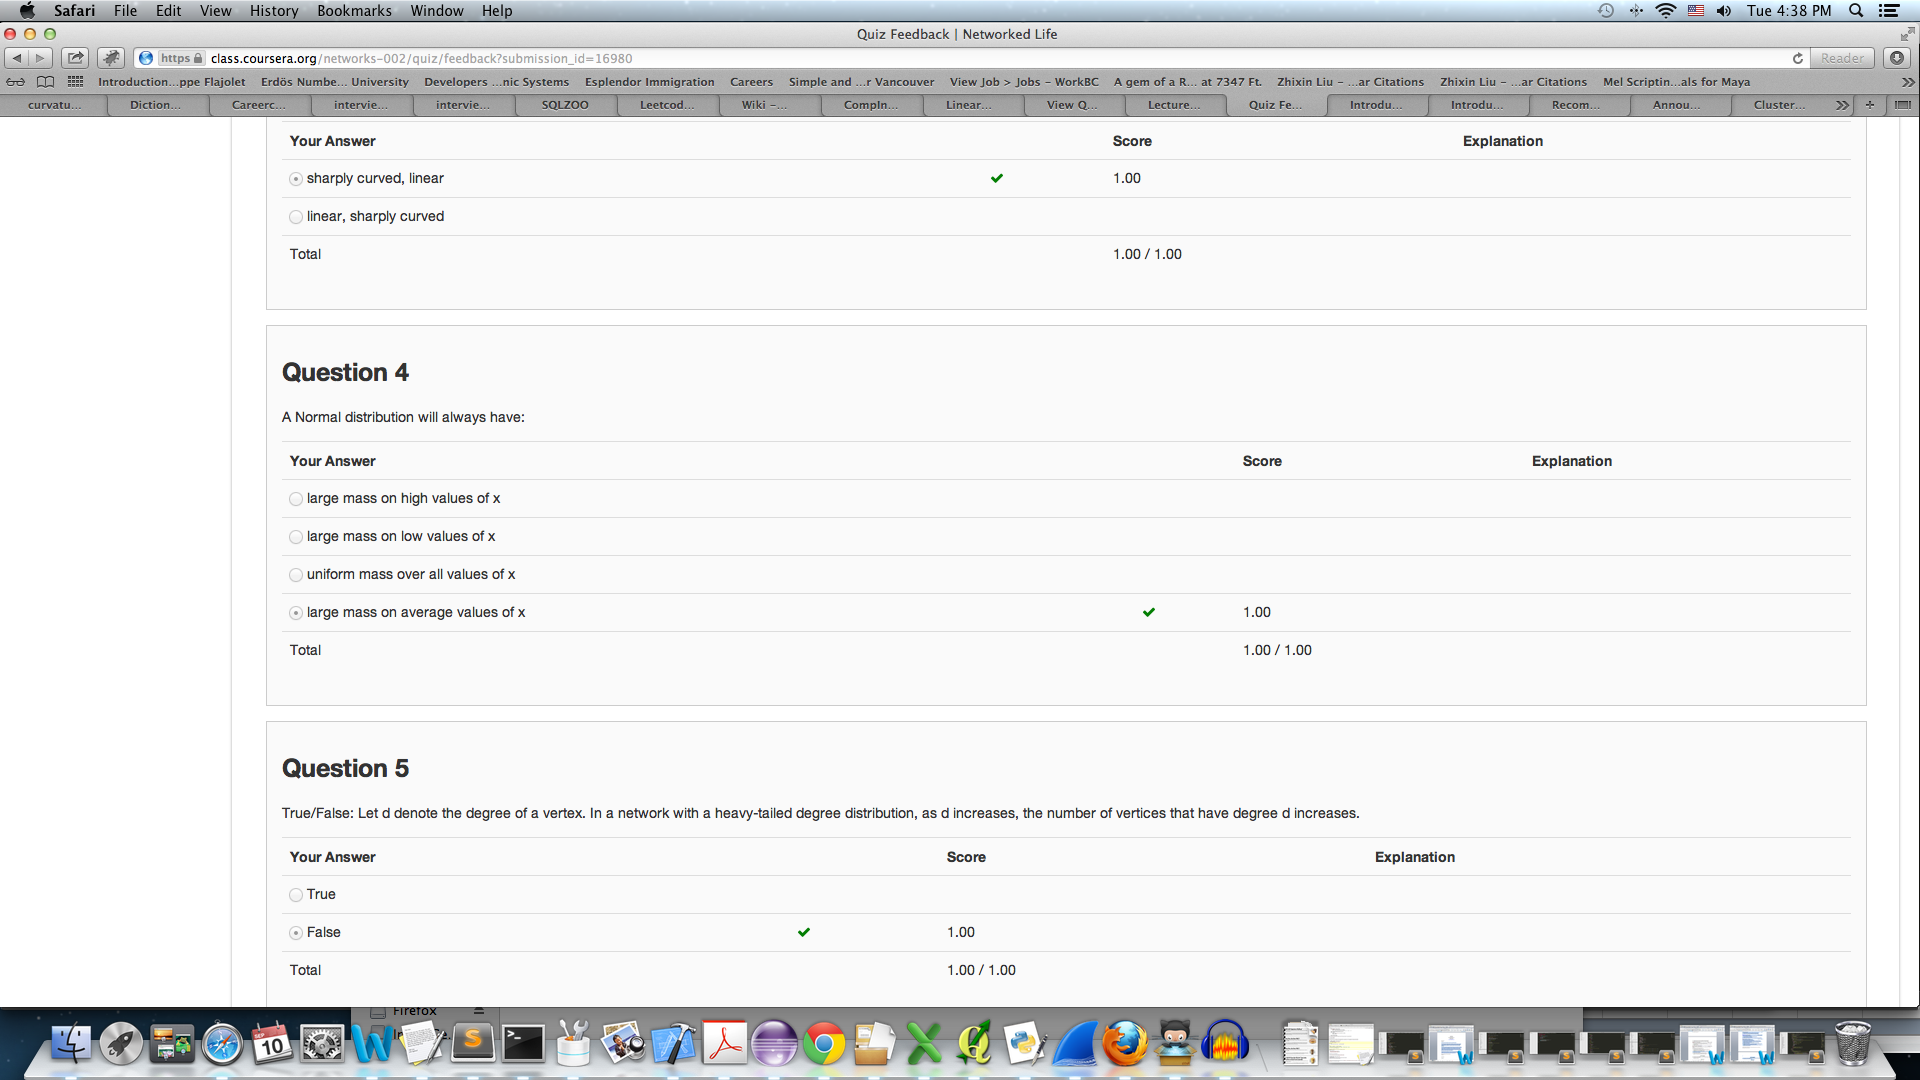 Safari File Edit View History Bookmarks Window Help Tue 4:38 PM
Quiz Feedback | Networked Life
https class.coursera.org/networks-002/quiz/feedback?submission_id=16980 Reader
Introduction...ppe Flajolet Erdös Numbe... University Developers ...nic Systems Esplendor Immigration Careers Simple and ...r Vancouver View Job > Jobs - WorkBC A gem of a R... at 7347 Ft. Zhixin Liu - ...ar Citations Zhixin Liu - ...ar Citations Mel Scriptin...als for Maya
curvatu... Diction... Careerc... intervie... intervie... SQLZOO Leetcod... Wiki -... CompIn... Linear... View Q... Lecture... Quiz Fe... Introdu... Introdu... Recom... Annou... Cluster...
Your Answer Score Explanation
sharply curved, linear 1.00
linear, sharply curved
Total 1.00 / 1.00
Question 4
A Normal distribution will always have:
Your Answer Score Explanation
large mass on high values of x
large mass on low values of x
uniform mass over all values of x
large mass on average values of x 1.00
Total 1.00 / 1.00
Question 5
True/False: Let d denote the degree of a vertex. In a network with a heavy-tailed degree distribution, as d increases, the number of vertices that have degree d increases.
Your Answer Score Explanation
True
False 1.00
Total 1.00 / 1.00
Firefox
SEP
10